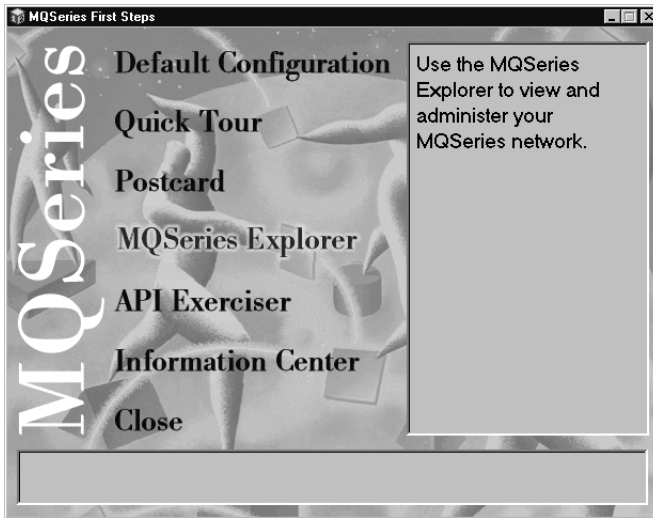 MQSeries First Steps
MQSeries
Default Configuration
Quick Tour
Postcard
MQSeries Explorer
API Exerciser
Information Center
Close
Use the MQSeries
Explorer to view and
administer your
MQSeries network.